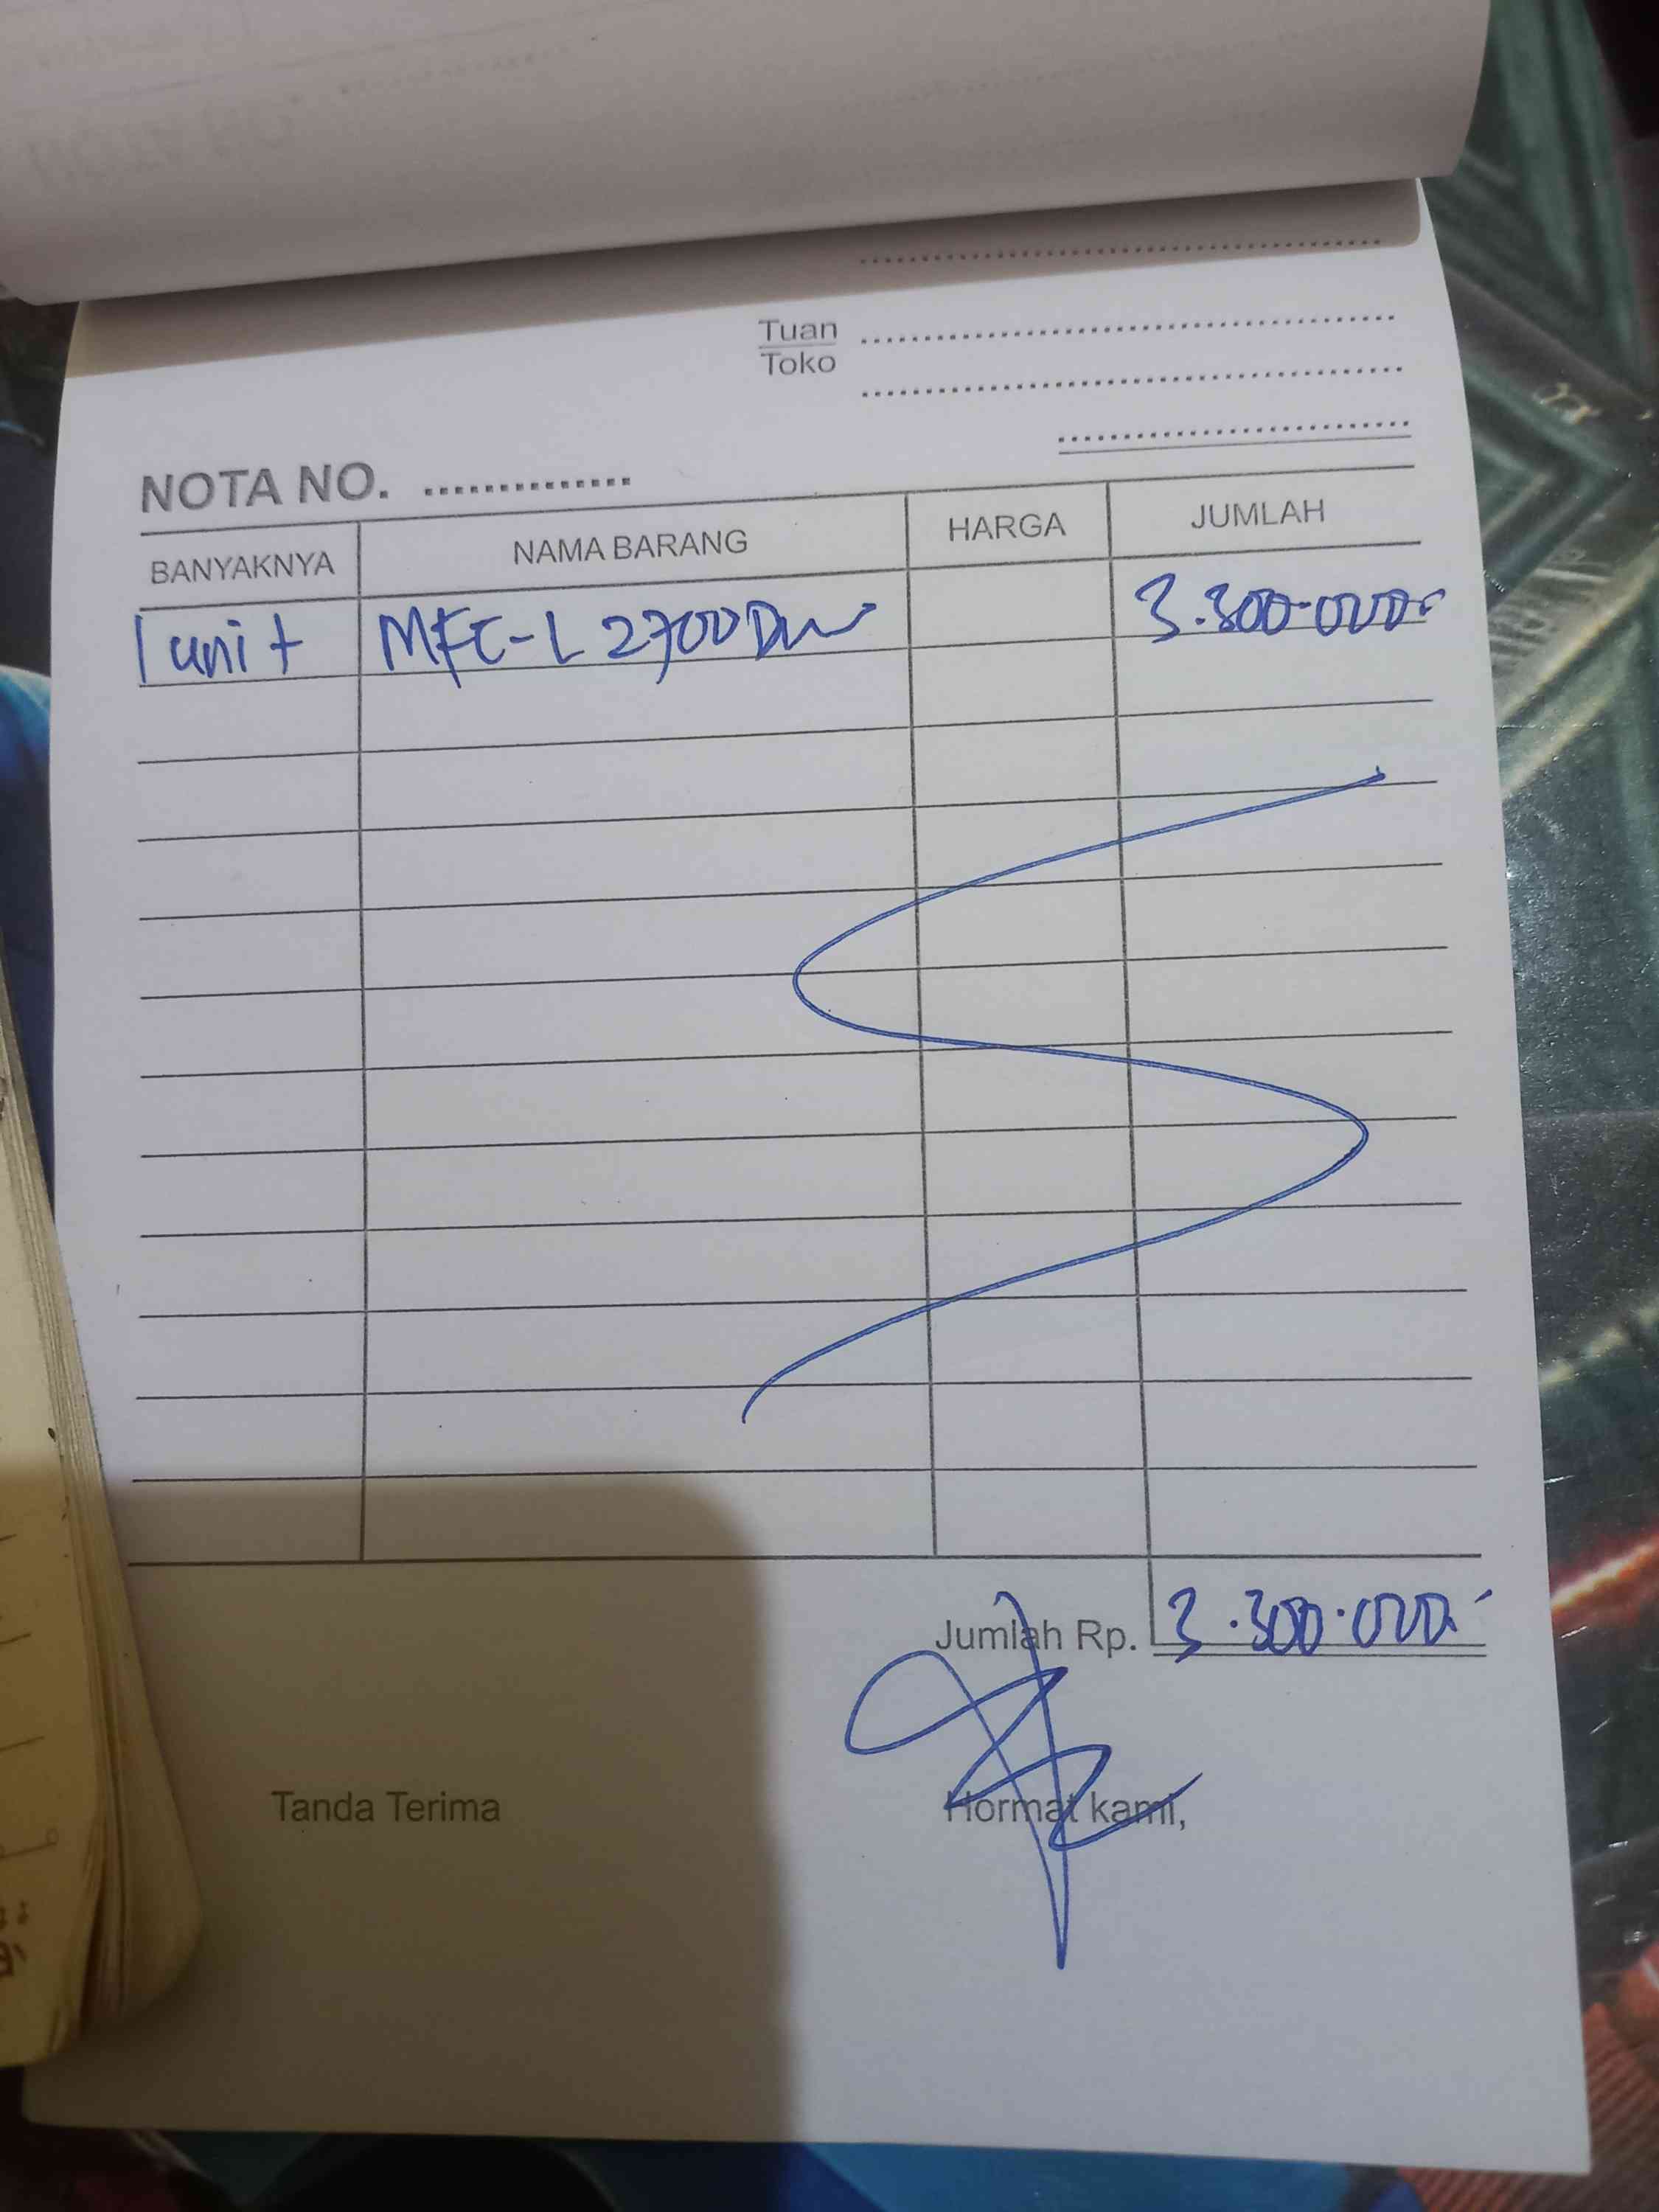 Tuan
Toko
NOTA NO. ..............
BANYAKNYA NAMA BARANG HARGA JUMLAH
1 unit MFC-L2700DW 3.300.000,-
Jumlah Rp. 3.300.000,-
Tanda Terima Hormat kami,